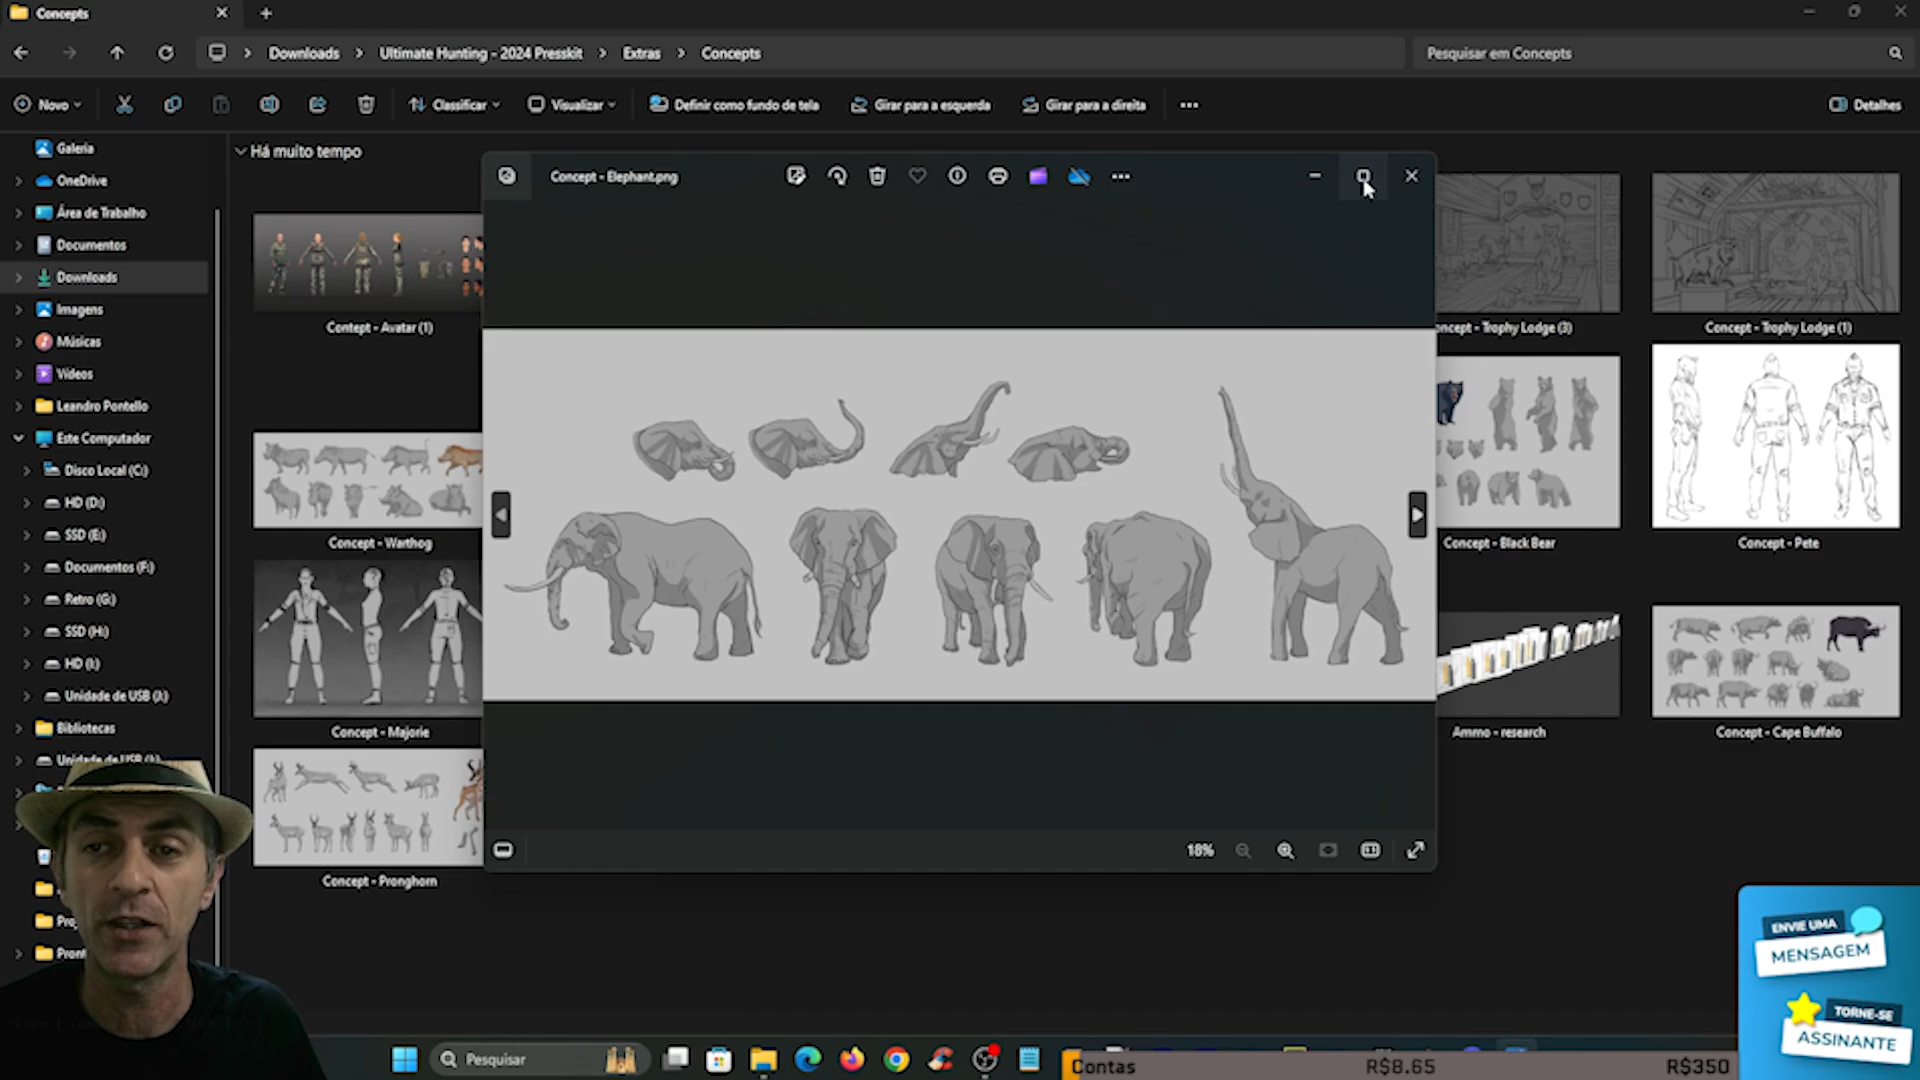 Concepts
Downloads > Ultimate Hunting - 2024 Presskit > Extras > Concepts
Pesquisar em Concepts
Novo
Classificar
Visualizar
Definir como fundo de tela
Girar para a esquerda
Girar para a direita
Detalhes
Galeria
OneDrive
Área de Trabalho
Documentos
Downloads
Imagens
Músicas
Vídeos
Leandro Pontello
Este Computador
Disco Local (C:)
HD (D:)
SSD (E:)
Documentos (F:)
Retro (G:)
SSD (H:)
HD (I:)
Unidade de USB (J:)
Bibliotecas
Unidade de USB (J:)
Há muito tempo
Contept - Avatar (1)
Concept - Warthog
Concept - Majorie
Concept - Pronghorn
Concept - Elephant.png
18%
oncept - Trophy Lodge (3)
Concept - Trophy Lodge (1)
Concept - Black Bear
Concept - Pete
Ammo - research
Concept - Cape Buffalo
ENVIE UMA
MENSAGEM
TORNE-SE
ASSINANTE
Pesquisar
Contas
R$8.65
R$350